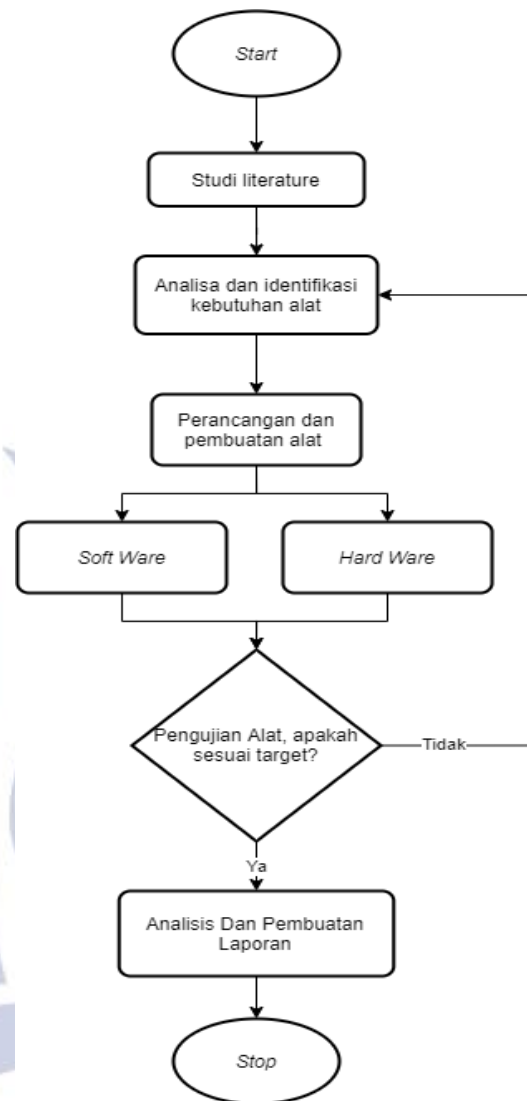 Start
Studi literature
Analisa dan identifikasi
kebutuhan alat
Perancangan dan
pembuatan alat
Soft Ware
Hard Ware
Pengujian Alat, apakah
sesuai target?
Tidak
Ya
Analisis Dan Pembuatan
Laporan
Stop